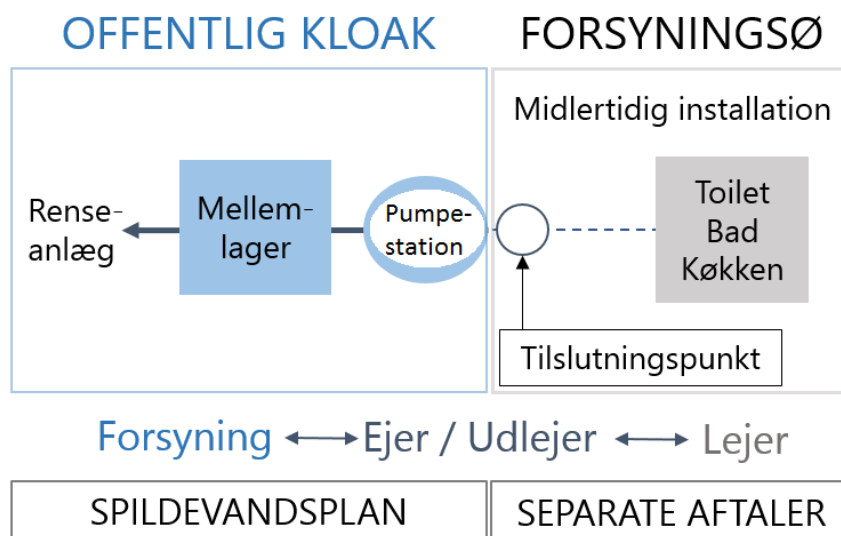 OFFENTLIG KLOAK
FORSYNINGSØ
Midlertidig installation
Rense-
anlæg
Mellem-
lager
Pumpe-
station
Toilet
Bad
Køkken
Tilslutningspunkt
Forsyning
Ejer / Udlejer
Lejer
SPILDEVANDSPLAN
SEPARATE AFTALER